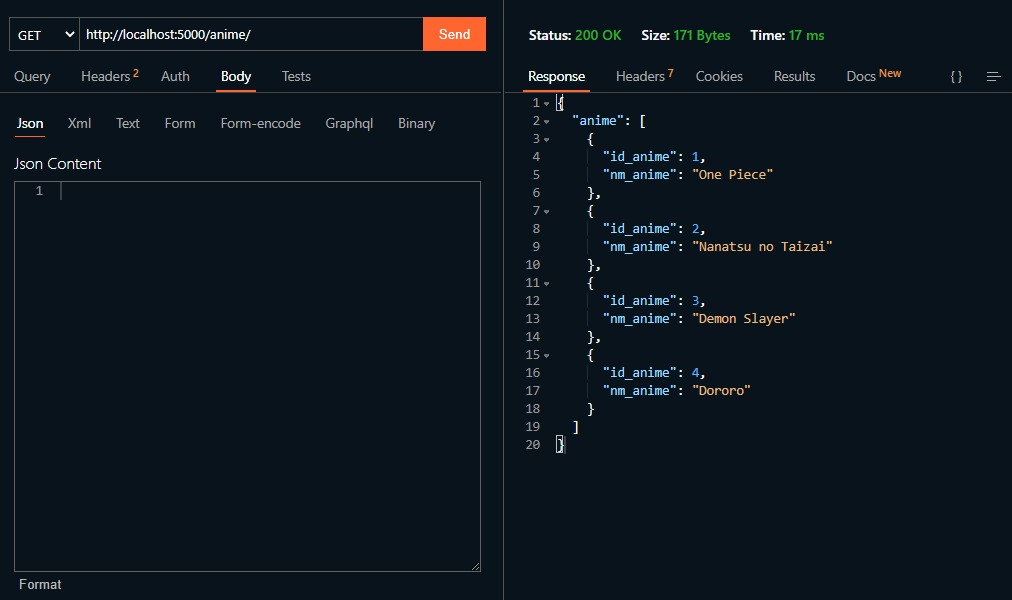 GET http://localhost:5000/anime/ Send
Query Headers 2 Auth Body Tests
Json Xml Text Form Form-encode Graphql Binary
Json Content
1
Format
Status: 200 OK Size: 171 Bytes Time: 17 ms
Response Headers 7 Cookies Results Docs New { }
1 {
2 "anime": [
3 {
4 "id_anime": 1,
5 "nm_anime": "One Piece"
6 },
7 {
8 "id_anime": 2,
9 "nm_anime": "Nanatsu no Taizai"
10 },
11 {
12 "id_anime": 3,
13 "nm_anime": "Demon Slayer"
14 },
15 {
16 "id_anime": 4,
17 "nm_anime": "Dororo"
18 }
19 ]
20 }